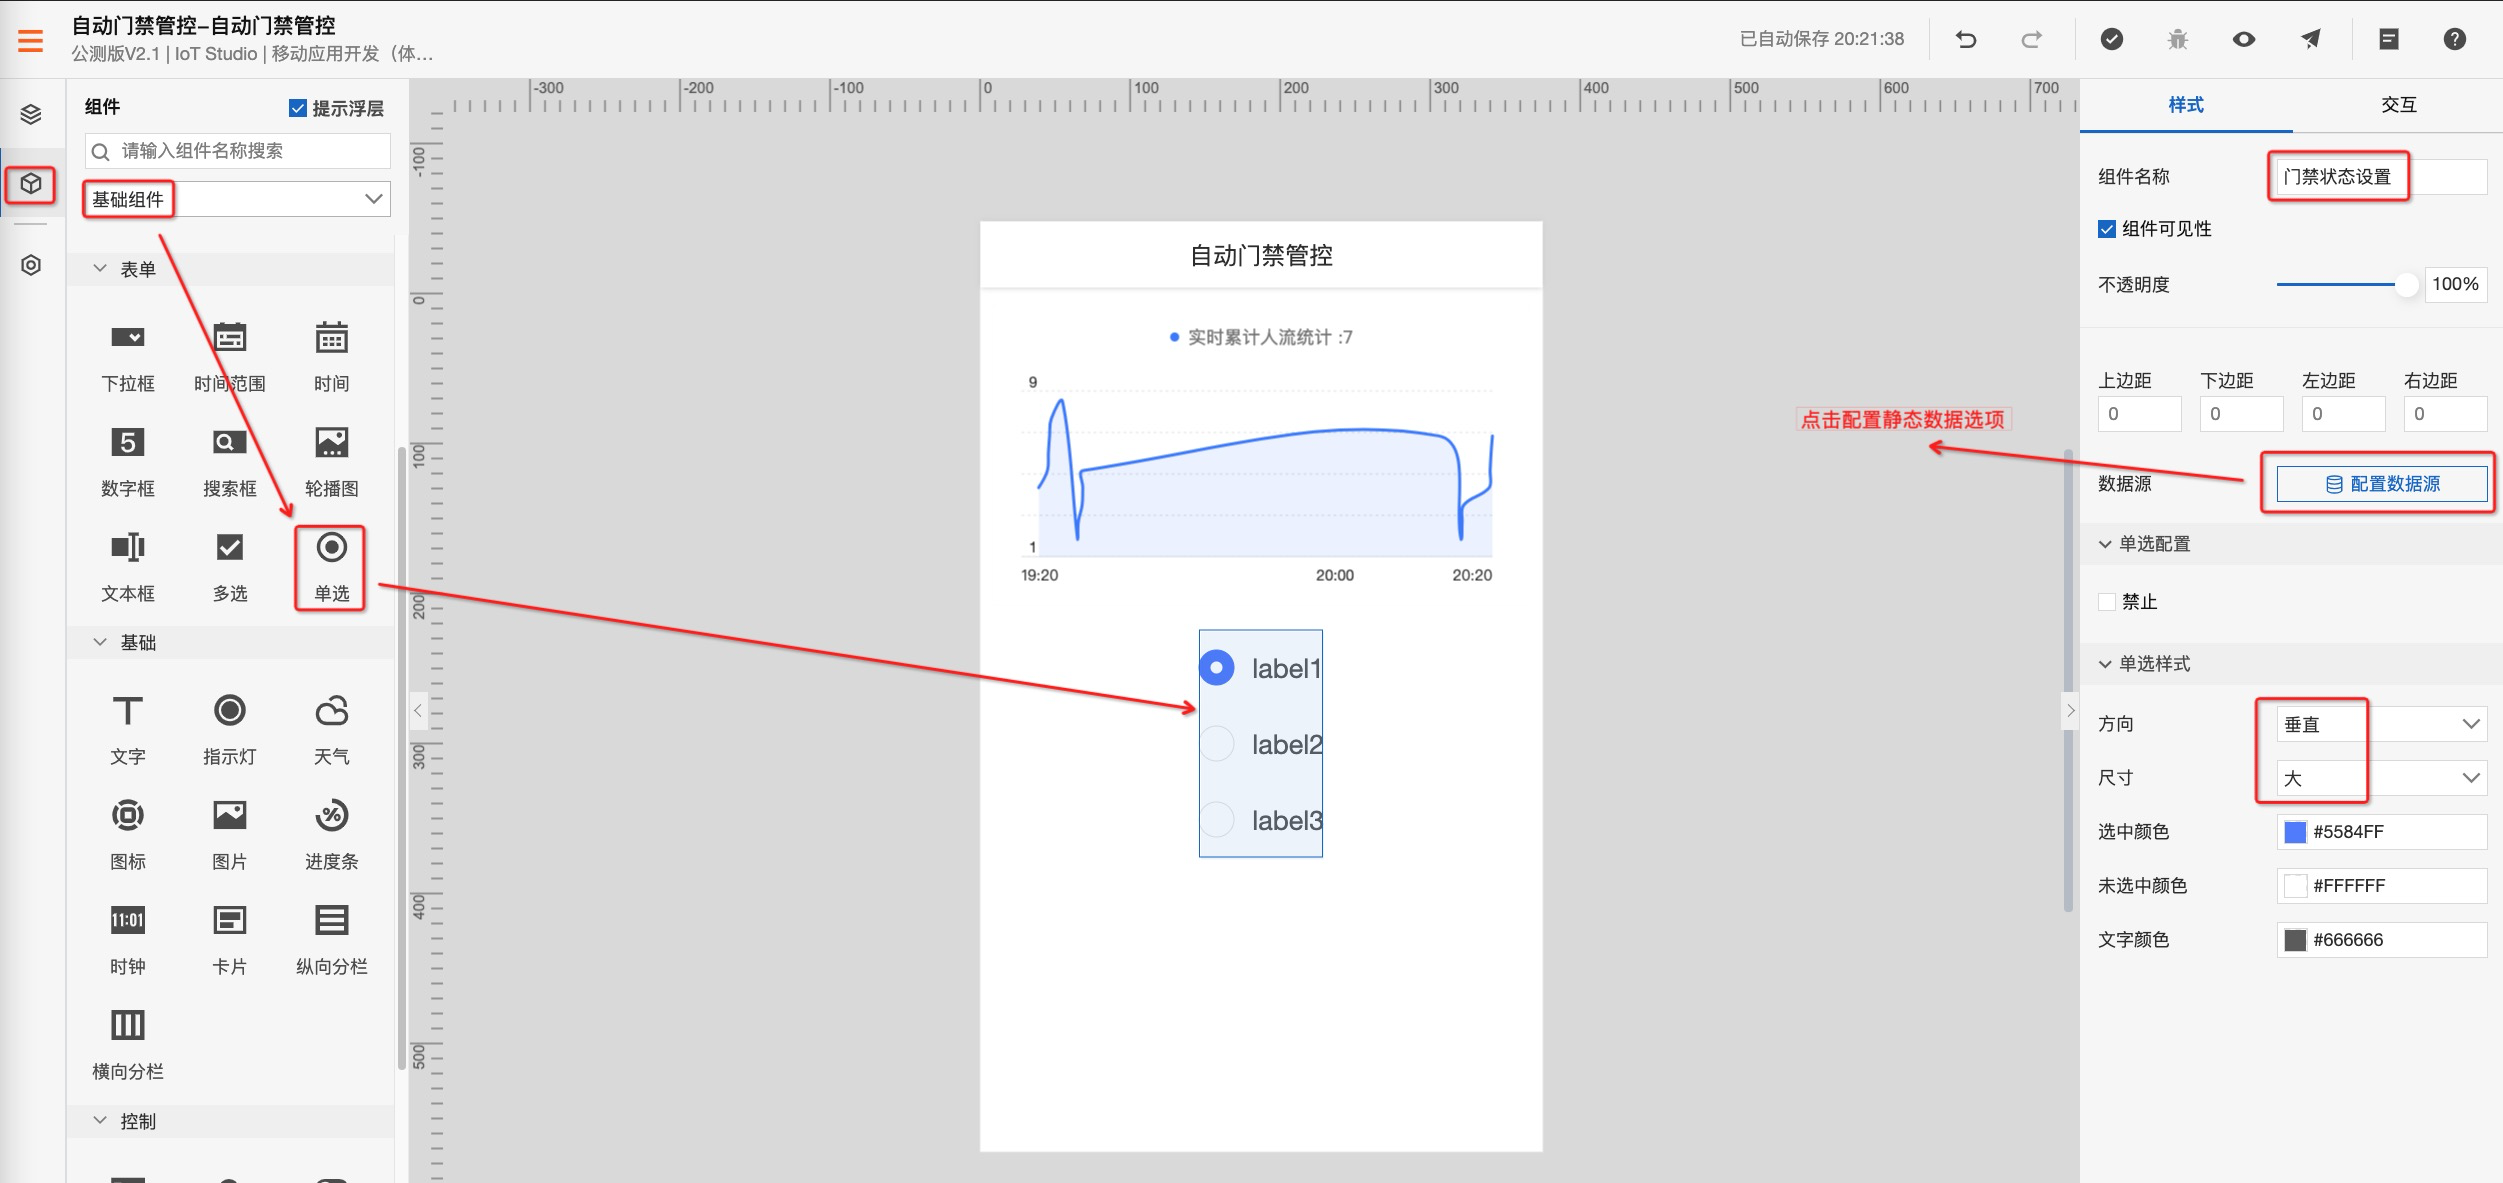 自动门禁管控-自动门禁管控
公测版V2.1 | IoT Studio | 移动应用开发（体...
已自动保存 20:21:38
组件
提示浮层
请输入组件名称搜索
基础组件
表单
下拉框 时间范围 时间
数字框 搜索框 轮播图
文本框 多选 单选
基础
文字 指示灯 天气
图标 图片 进度条
11:01
时钟 卡片 纵向分栏
横向分栏
控制
-300 -200 -100 0 100 200 300 400 500 600 700
-100
0
100
200
300
400
500
自动门禁管控
实时累计人流统计 :7
9
1
19:20 20:00 20:20
label1
label2
label3
点击配置静态数据选项
样式 交互
组件名称 门禁状态设置
组件可见性
不透明度 100%
上边距 下边距 左边距 右边距
0 0 0 0
数据源 配置数据源
单选配置
禁止
单选样式
方向 垂直
尺寸 大
选中颜色 #5584FF
未选中颜色 #FFFFFF
文字颜色 #666666